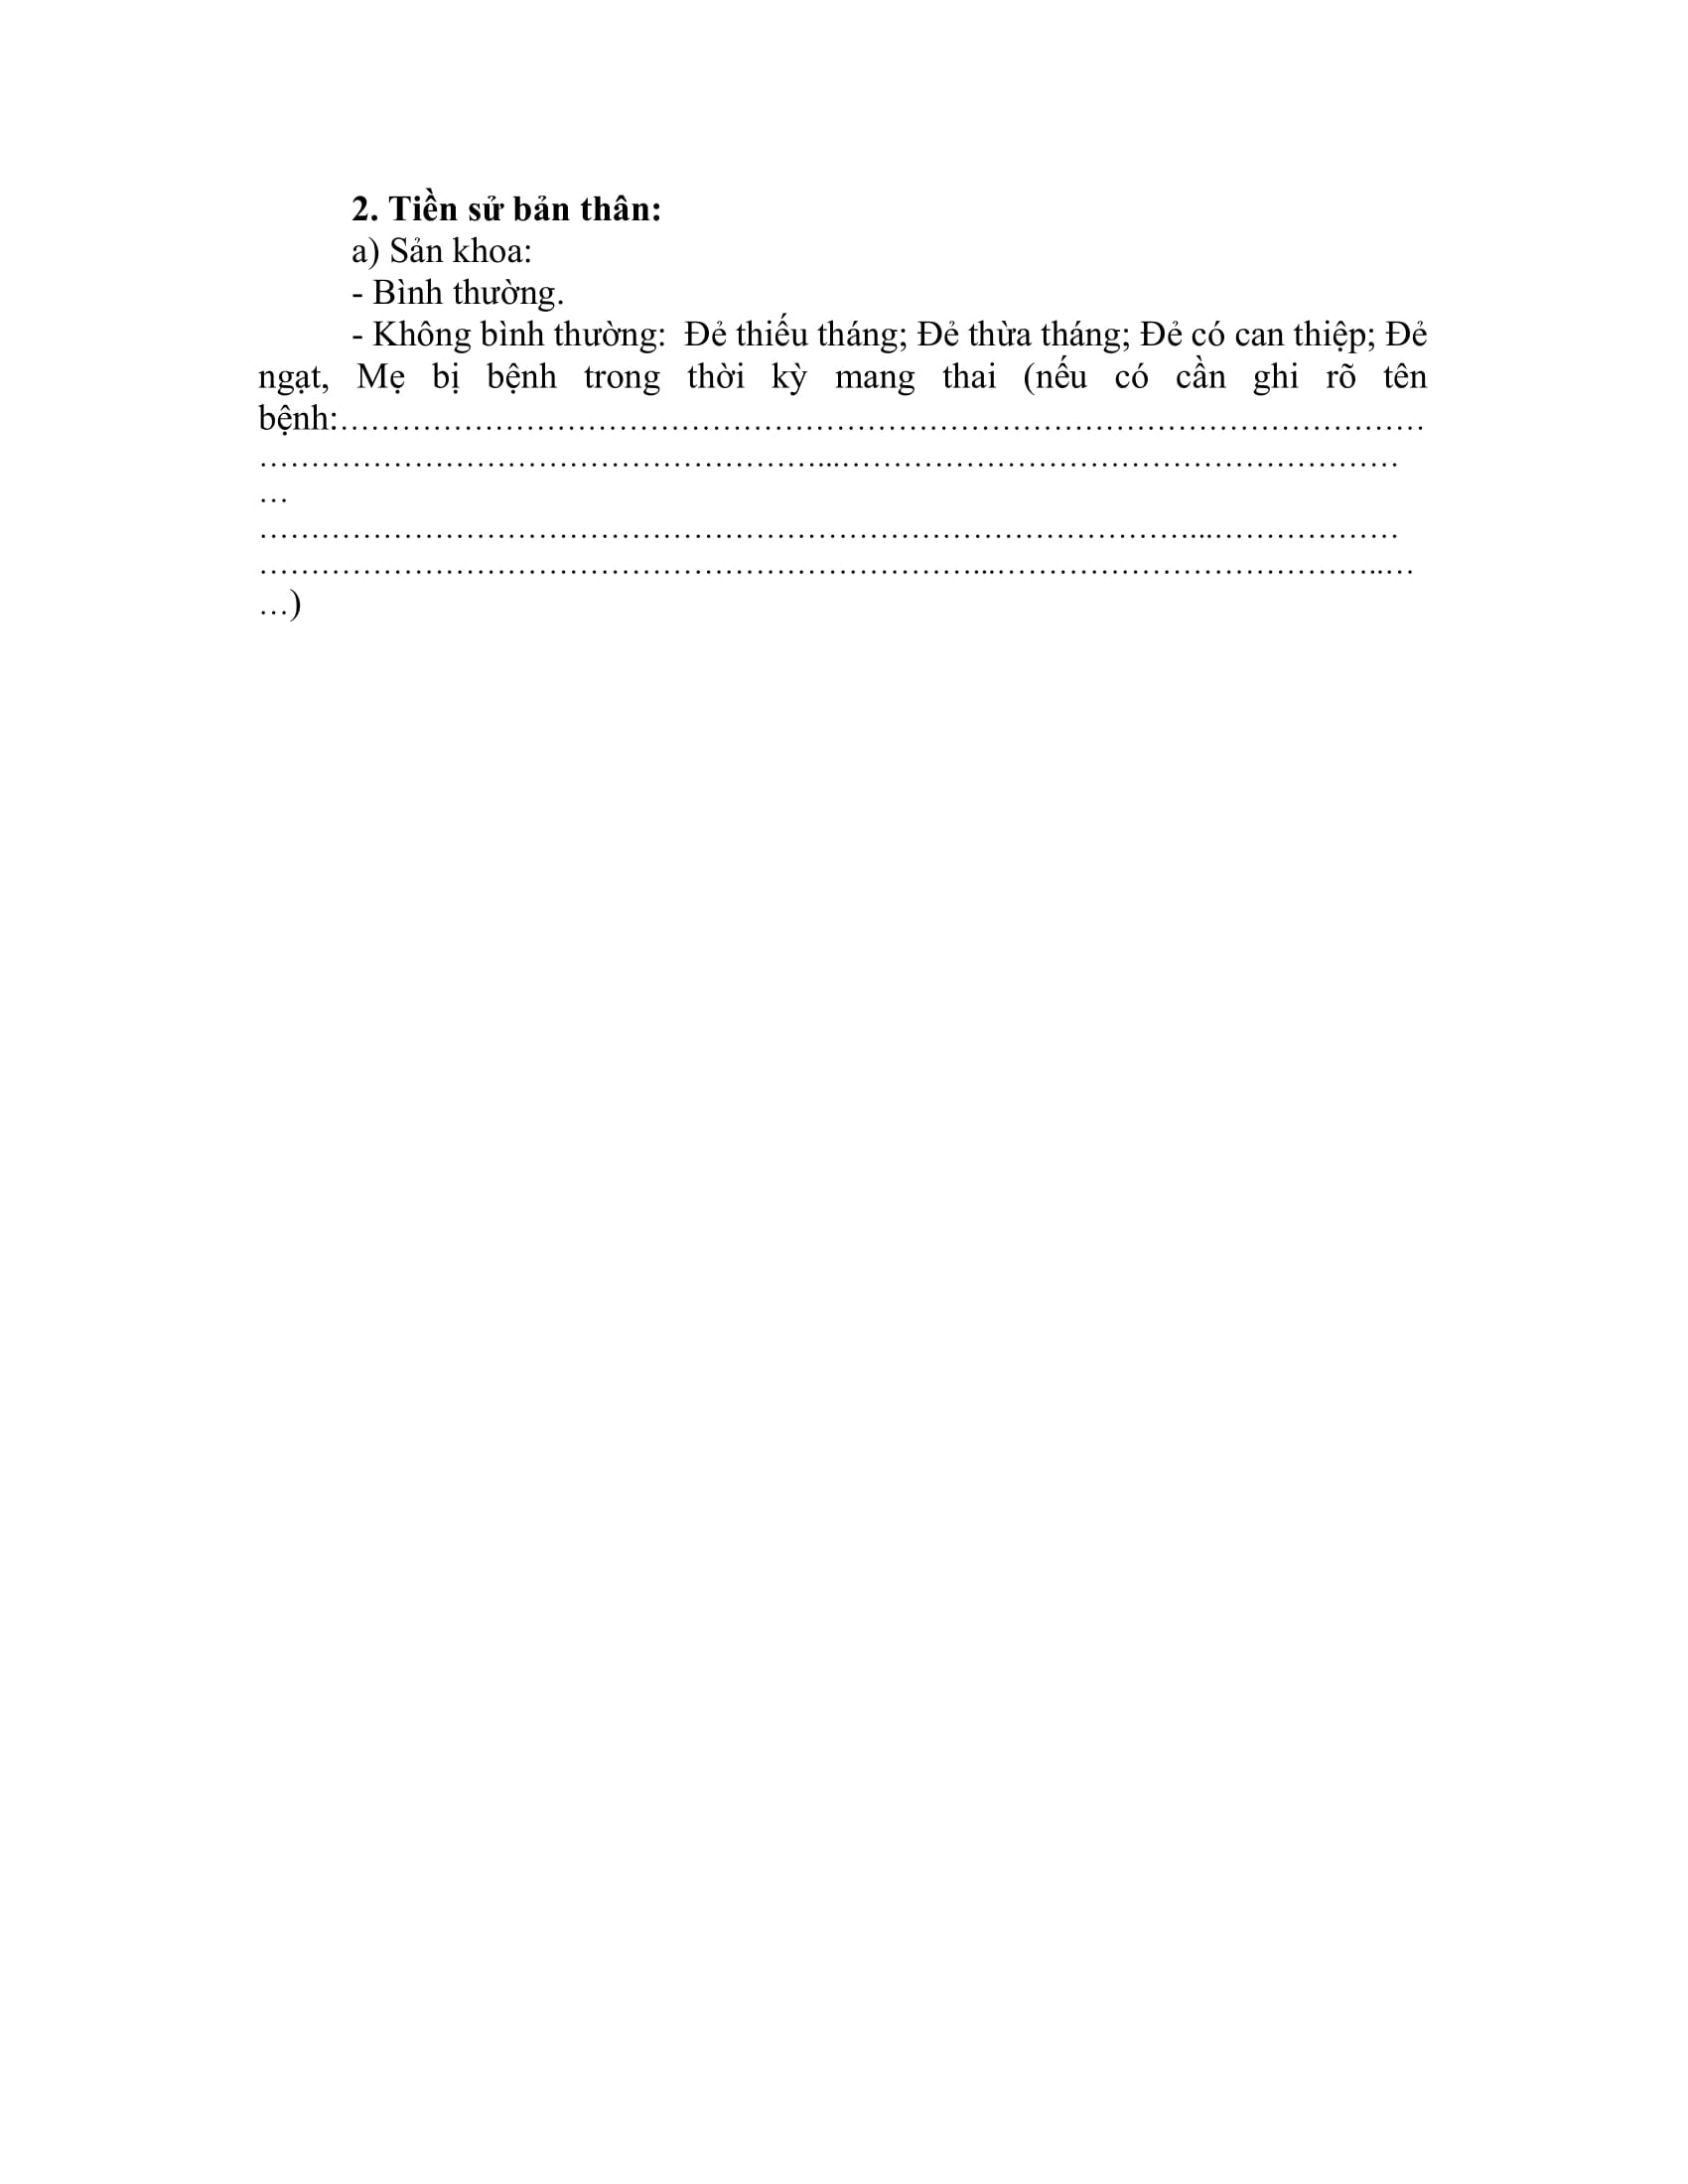 2. Tiền sử bản thân:
a) Sản khoa:
- Bình thường.
- Không bình thường:  Đẻ thiếu tháng; Đẻ thừa tháng; Đẻ có can thiệp; Đẻ
ngạt, Mẹ bị bệnh trong thời kỳ mang thai (nếu có cần ghi rõ tên
bệnh:……………………………………………………………………………………………
………………………………………………...………………………………………………
…
………………………………………………………………………………...………………
……………………………………………………………...………………………………..…
…)